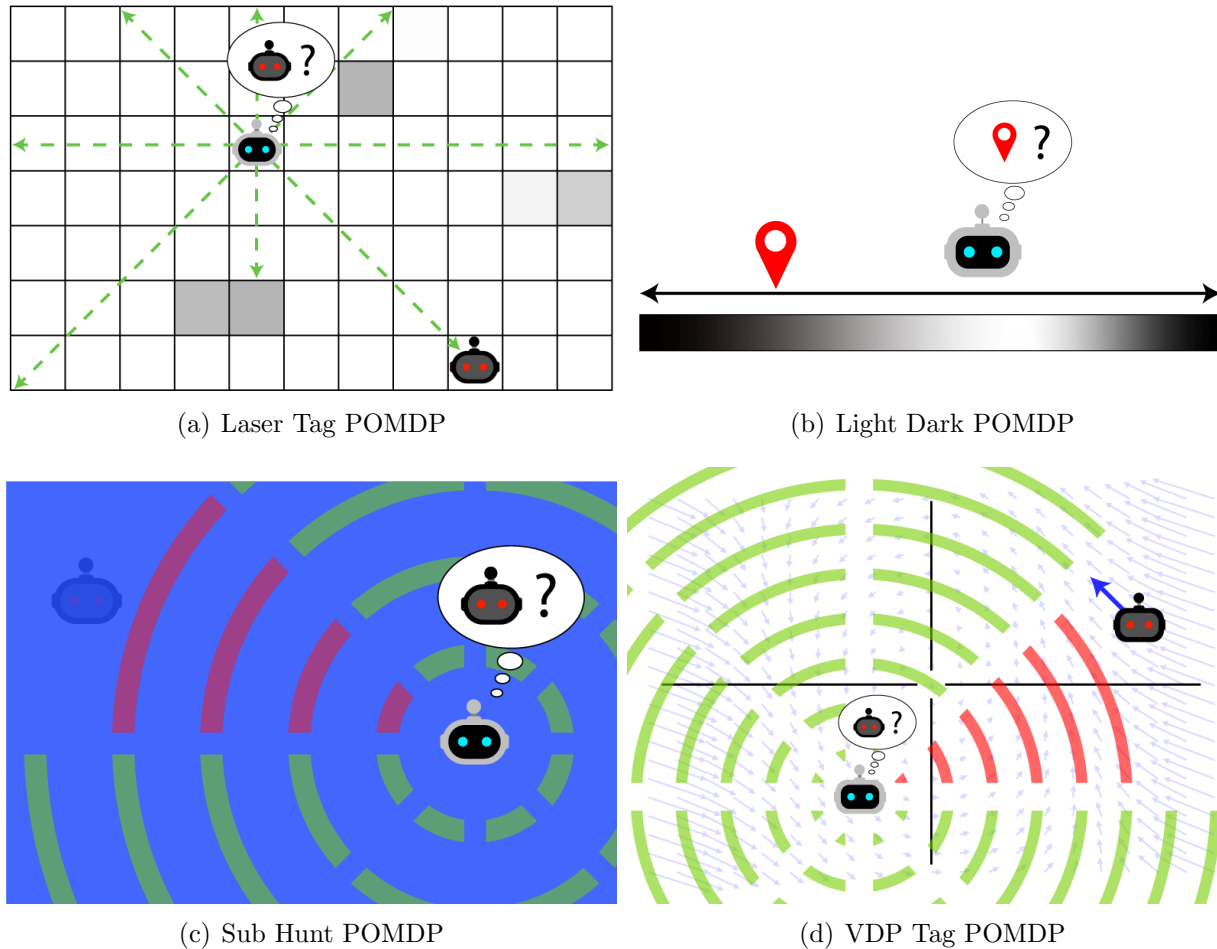 ?
?
(a) Laser Tag POMDP
(b) Light Dark POMDP
?
?
(c) Sub Hunt POMDP
(d) VDP Tag POMDP